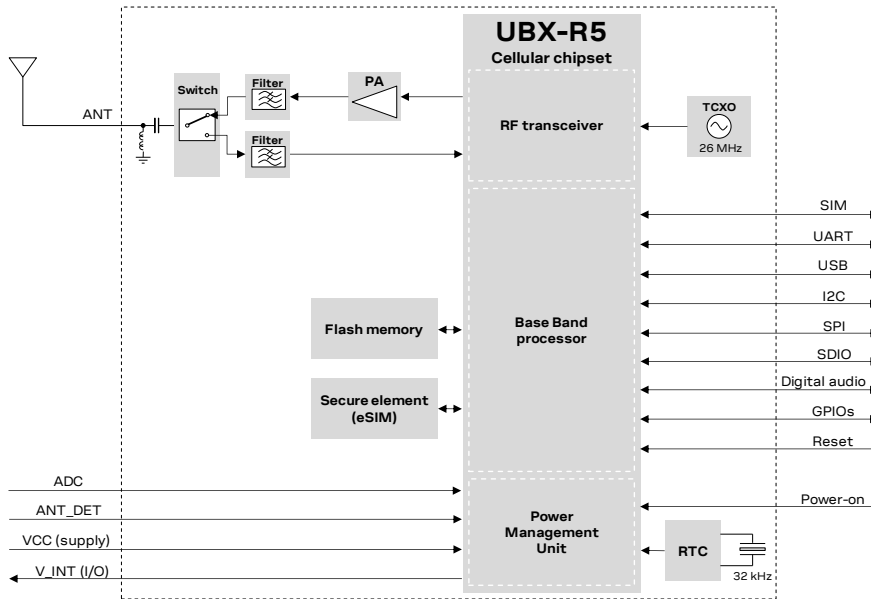 UBX-R5
Cellular chipset
ANT
Switch
Filter
PA
Filter
RF transceiver
TCXO
26 MHz
SIM
UART
USB
I2C
SPI
SDIO
Digital audio
GPIOs
Reset
Flash memory
Base Band
processor
Secure element
(eSIM)
ADC
ANT_DET
VCC (supply)
V_INT (I/O)
Power
Management
Unit
Power-on
RTC
32 kHz